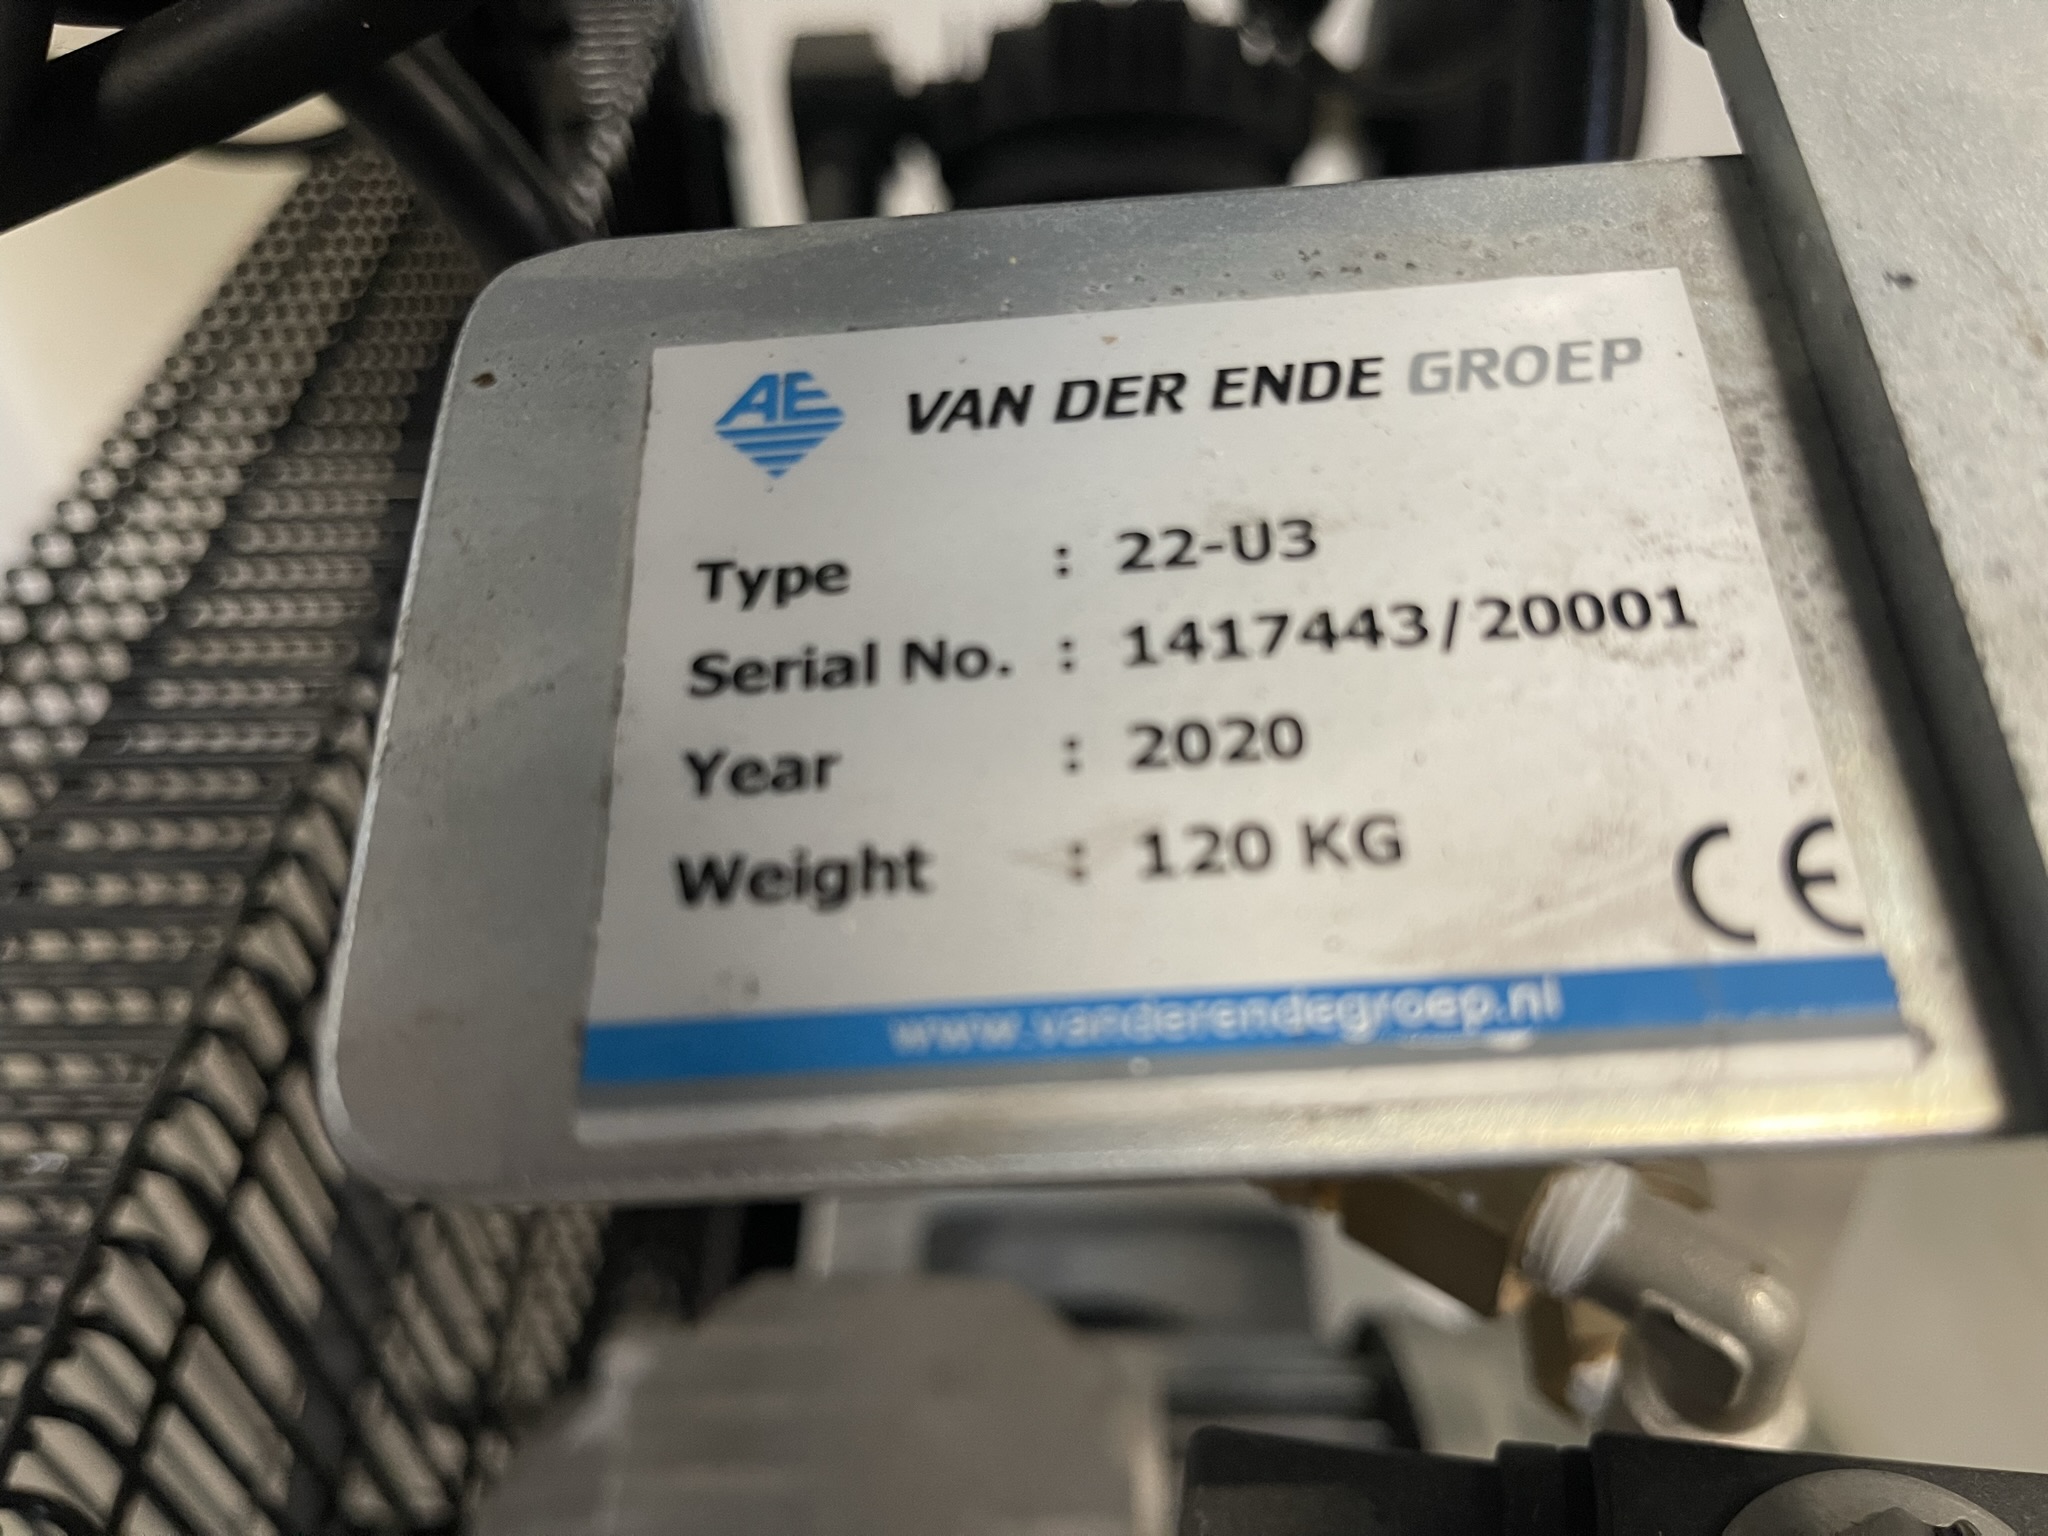 AE VAN DER ENDE GROEP
Type : 22-U3
Serial No. : 1417443/20001
Year : 2020
Weight : 120 KG
CE
www.vanderendegroep.nl